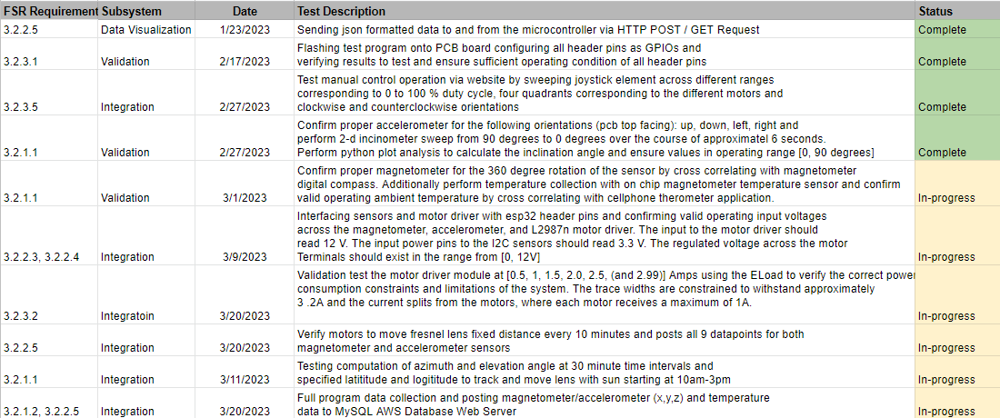 FSR Requirement Subsystem Date Test Description Status
3.2.2.5 Data Visualization 1/23/2023 Sending json formatted data to and from the microcontroller via HTTP POST / GET Request Complete
Flashing test program onto PCB board configuring all header pins as GPIOs and
3.2.3.1 Validation 2/17/2023 verifying results to test and ensure sufficient operating condition of all header pins Complete
Test manual control operation via website by sweeping joystick element across different ranges
corresponding to 0 to 100 % duty cycle, four quadrants corresponding to the different motors and
3.2.3.5 Integration 2/27/2023 clockwise and counterclockwise orientations Complete
Confirm proper accelerometer for the following orientations (pcb top facing): up, down, left, right and
perform 2-d incinometer sweep from 90 degrees to 0 degrees over the course of approximatel 6 seconds.
3.2.1.1 Validation 2/27/2023 Perform python plot analysis to calculate the inclination angle and ensure values in operating range [0, 90 degrees] Complete
Confirm proper magnetometer for the 360 degree rotation of the sensor by cross correlating with magnetometer
digital compass. Additionally perform temperature collection with on chip magnetometer temperature sensor and confirm
3.2.1.1 Validation 3/1/2023 valid operating ambient temperature by cross correlating with cellphone therometer application. In-progress
Interfacing sensors and motor driver with esp32 header pins and confirming valid operating input voltages
across the magnetometer, accelerometer, and L2987n motor driver. The input to the motor driver should
read 12 V. The input power pins to the I2C sensors should read 3.3 V. The regulated voltage across the motor
3.2.2.3, 3.2.2.4 Integration 3/9/2023 Terminals should exist in the range from [0, 12V] In-progress
Validation test the motor driver module at [0.5, 1, 1.5, 2.0, 2.5, (and 2.99)] Amps using the ELoad to verify the correct power
consumption constraints and limitations of the system. The trace widths are constrained to withstand approximately
3 .2A and the current splits from the motors, where each motor receives a maximum of 1A.
3.2.3.2 Integratoin 3/20/2023 In-progress
Verify motors to move fresnel lens fixed distance every 10 minutes and posts all 9 datapoints for both
3.2.2.5 Integration 3/20/2023 magnetometer and accelerometer sensors In-progress
Testing computation of azimuth and elevation angle at 30 minute time intervals and
3.2.1.1 Integration 3/11/2023 specified latititude and logititude to track and move lens with sun starting at 10am-3pm In-progress
Full program data collection and posting magnetometer/accelerometer (x,y,z) and temperature
3.2.1.2, 3.2.2.5 Integration 3/20/2023 data to MySQL AWS Database Web Server In-progress